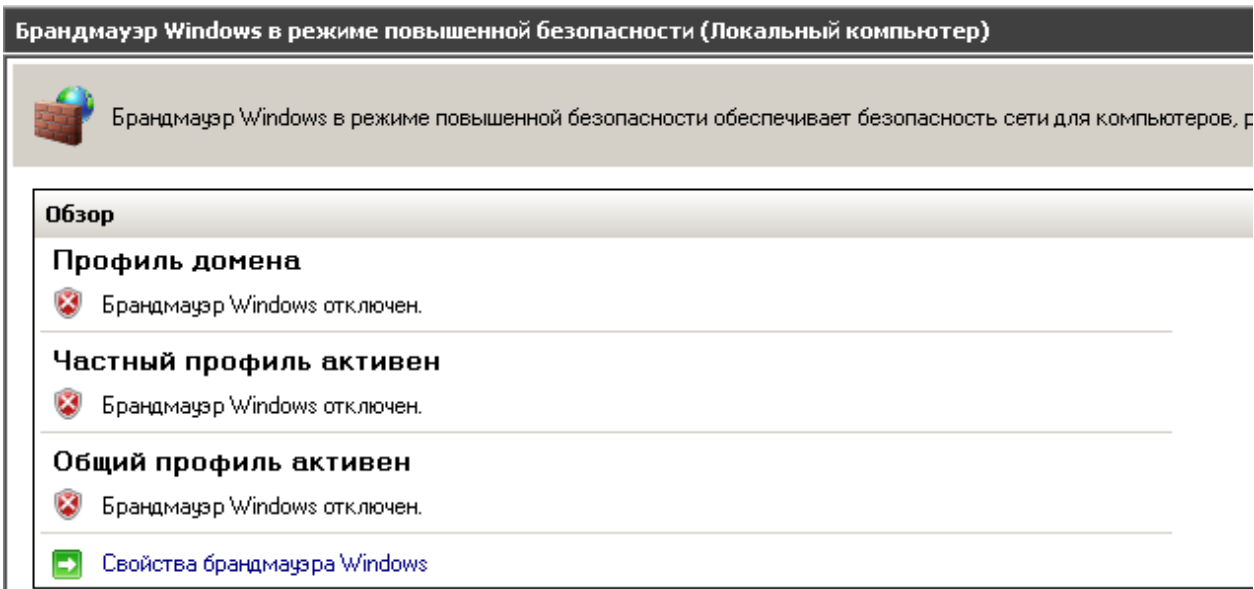 Брандмауэр Windows в режиме повышенной безопасности (Локальный компьютер)
Брандмауэр Windows в режиме повышенной безопасности обеспечивает безопасность сети для компьютеров, р
Обзор
Профиль домена
Брандмауэр Windows отключен.
Частный профиль активен
Брандмауэр Windows отключен.
Общий профиль активен
Брандмауэр Windows отключен.
Свойства брандмауэра Windows